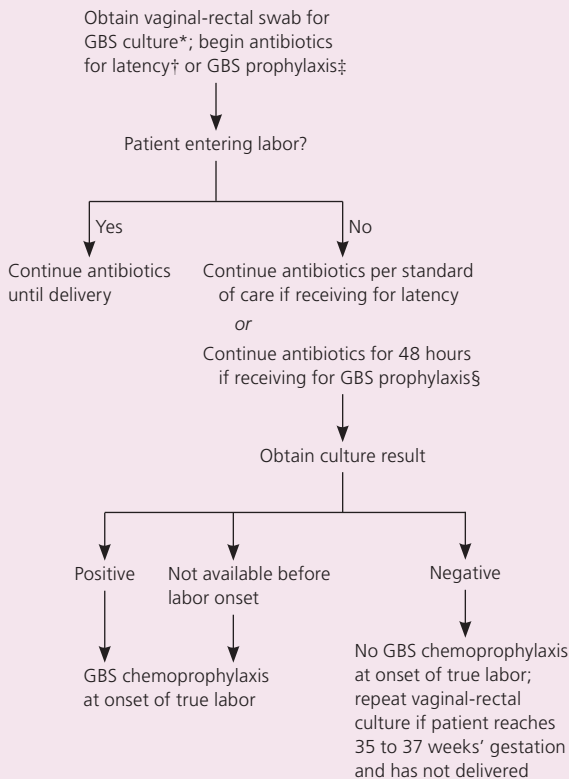 Obtain vaginal-rectal swab for
GBS culture*; begin antibiotics
for latency† or GBS prophylaxis‡
Patient entering labor?
Yes
No
Continue antibiotics
until delivery
Continue antibiotics per standard
of care if receiving for latency
or
Continue antibiotics for 48 hours
if receiving for GBS prophylaxis§
Obtain culture result
Positive
Not available before
labor onset
Negative
GBS chemoprophylaxis
at onset of true labor
No GBS chemoprophylaxis
at onset of true labor;
repeat vaginal-rectal
culture if patient reaches
35 to 37 weeks’ gestation
and has not delivered